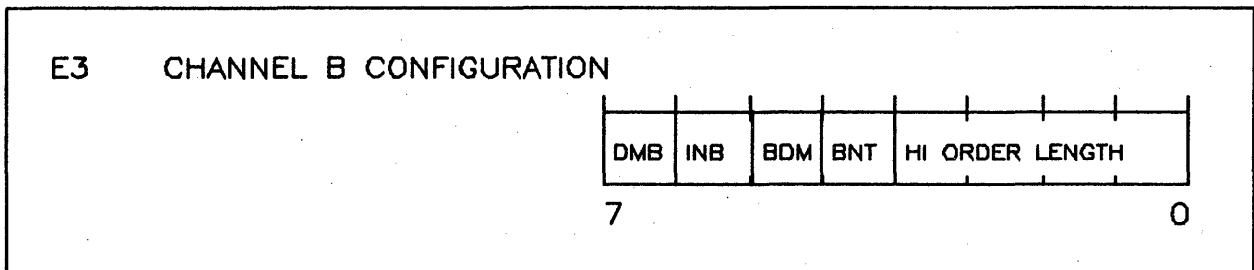 E3 CHANNEL B CONFIGURATION
DMB INB BDM BNT HI ORDER LENGTH
7 0